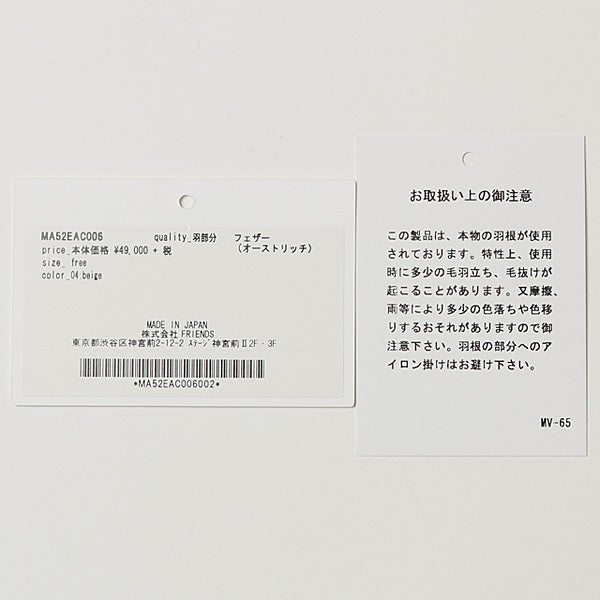 MA52EAC006 quality_羽部分 フェザー
price_本体価格 ¥49,000 + 税 (オーストリッチ)
size_ free
color_04:beige
MADE IN JAPAN
株式会社 FRIENDS
東京都渋谷区神宮前2-12-2 ｽﾃｰｼﾞ神宮前Ⅱ2F・3F
*MA52EAC006002*
お取扱い上の御注意
この製品は、本物の羽根が使用
されております。特性上、使用
時に多少の毛羽立ち、毛抜けが
起こることがあります。又摩擦、
雨等により多少の色落ちや色移
りするおそれがありますので御
注意下さい。羽根の部分へのア
イロン掛けはお避け下さい。
MV-65